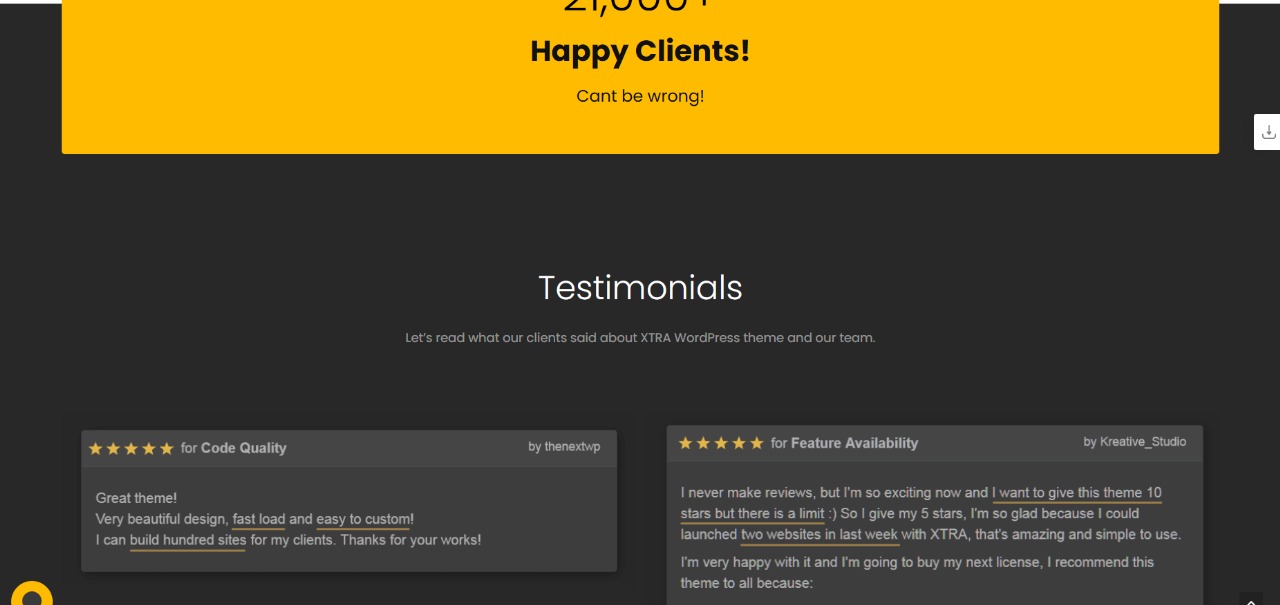 21,000+
Happy Clients!
Cant be wrong!
Testimonials
Let's read what our clients said about XTRA WordPress theme and our team.
for Code Quality
by thenextwp
Great theme!
Very beautiful design, fast load and easy to custom!
I can build hundred sites for my clients. Thanks for your works!
for Feature Availability
by Kreative_Studio
I never make reviews, but I'm so exciting now and I want to give this theme 10
stars but there is a limit :) So I give my 5 stars, I'm so glad because I could
launched two websites in last week with XTRA, that's amazing and simple to use.
I'm very happy with it and I'm going to buy my next license, I recommend this
theme to all because: